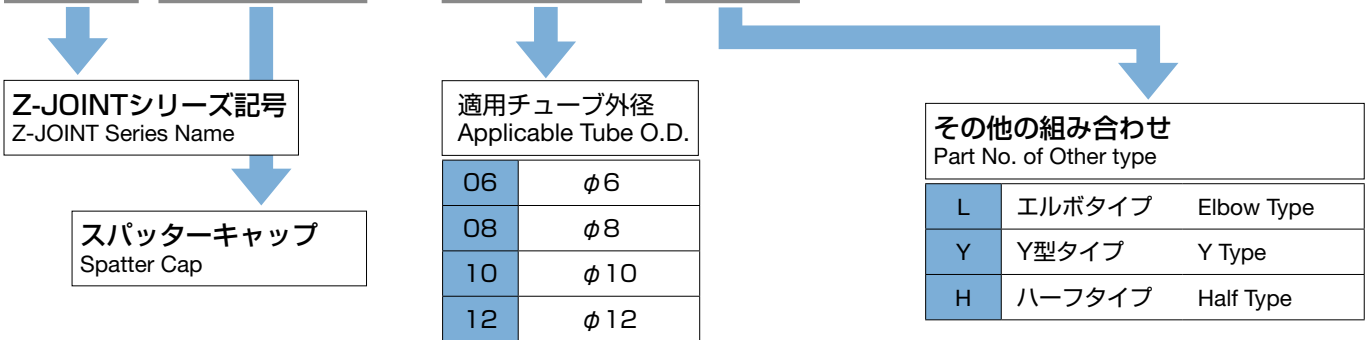 Z-JOINTシリーズ記号
Z-JOINT Series Name
スパッターキャップ
Spatter Cap
適用チューブ外径
Applicable Tube O.D.
06 φ6
08 φ8
10 φ10
12 φ12
その他の組み合わせ
Part No. of Other type
L エルボタイプ Elbow Type
Y Y型タイプ Y Type
H ハーフタイプ Half Type